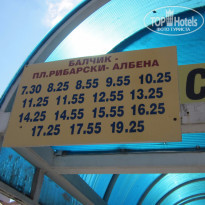 TOP Hotels
ФОТО ТУРИСТА
БАЛЧИК -
ПЛ.РИБАРСКИ- АЛБЕНА
7.30 8.25 8.55 9.55 10.25
11.25 11.55 12.55 13.25
14.25 14.55 15.55 16.25
17.25 17.55 19.25
С